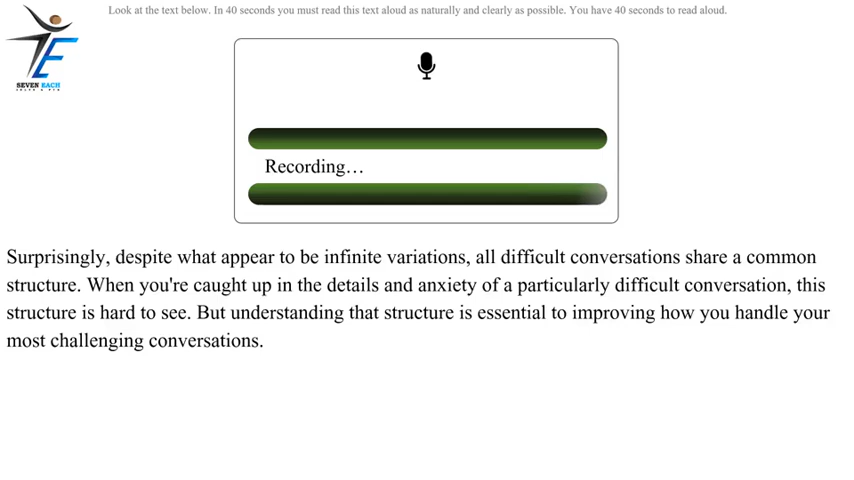 Look at the text below. In 40 seconds you must read this text aloud as naturally and clearly as possible. You have 40 seconds to read aloud.
SEVEN EACH
Recording…
Surprisingly, despite what appear to be infinite variations, all difficult conversations share a common
structure. When you're caught up in the details and anxiety of a particularly difficult conversation, this
structure is hard to see. But understanding that structure is essential to improving how you handle your
most challenging conversations.